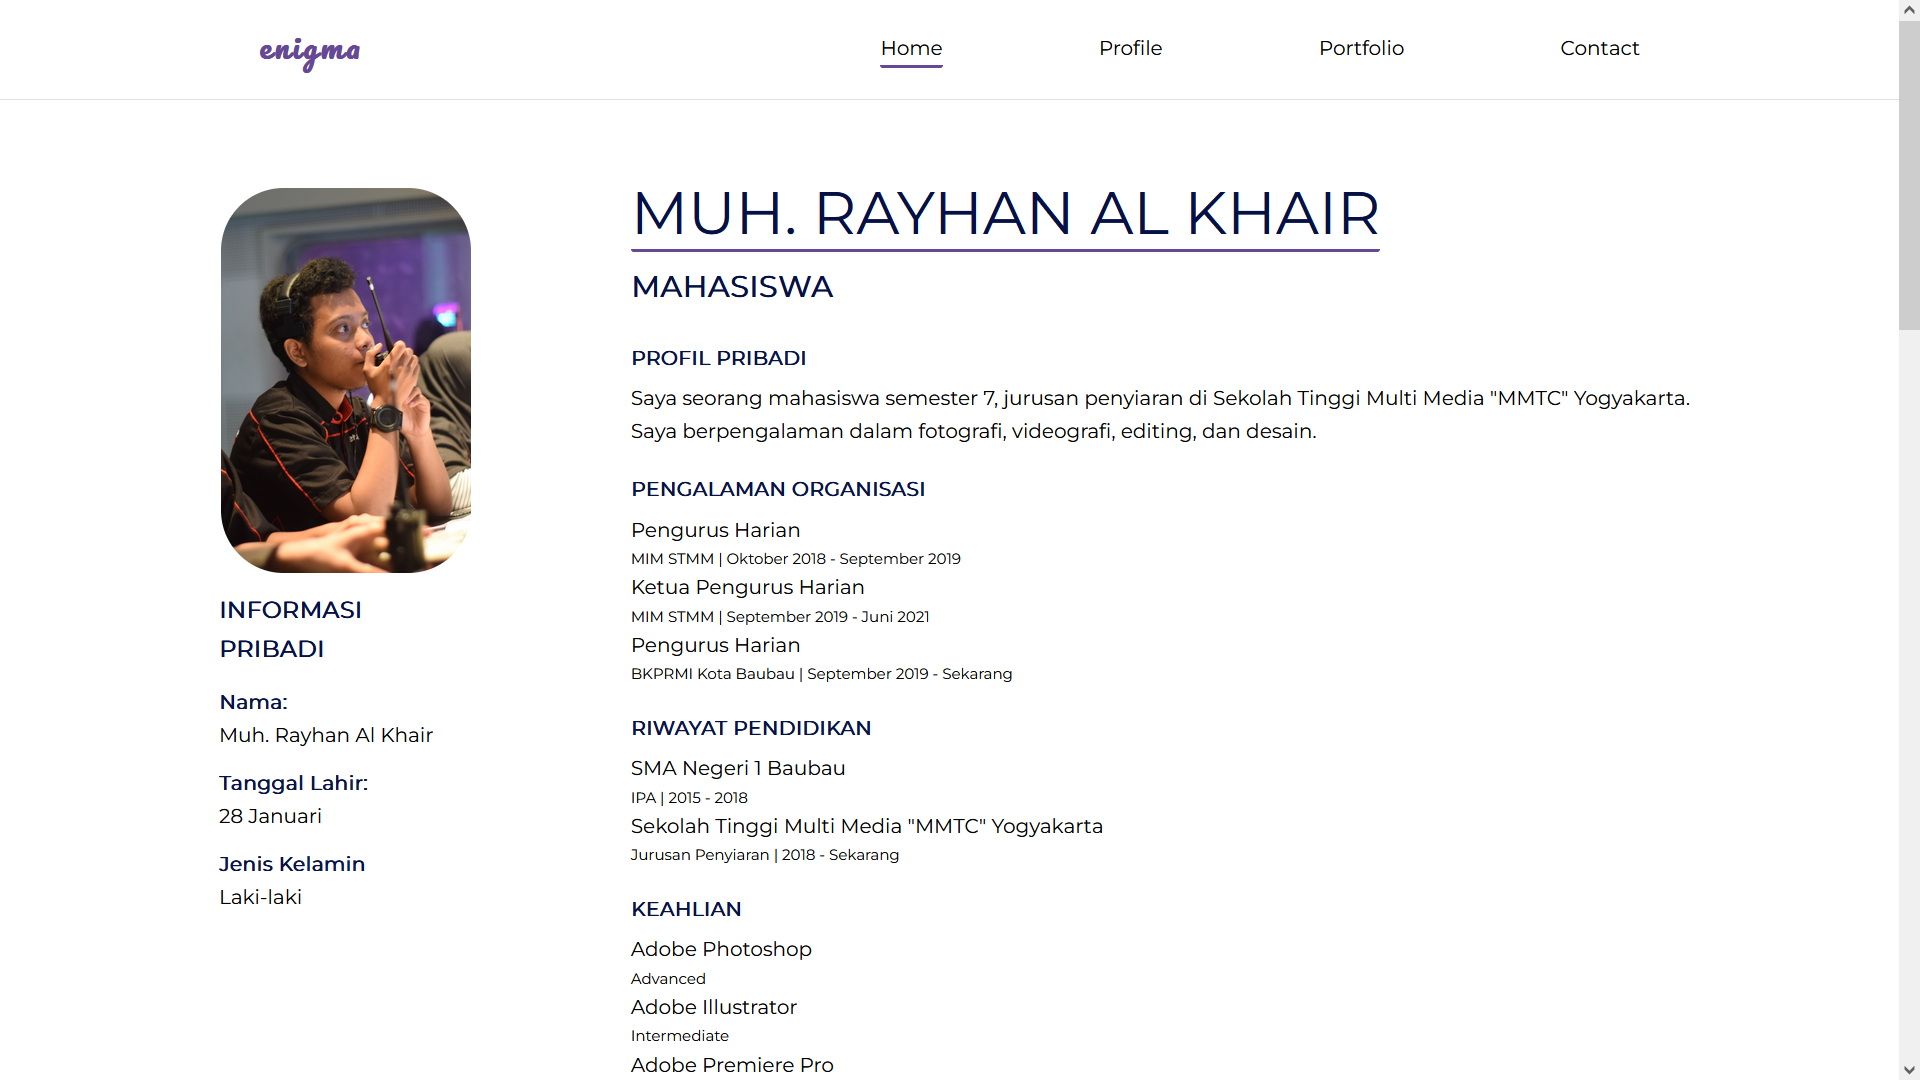 enigma
Home
Profile
Portfolio
Contact
MUH. RAYHAN AL KHAIR
MAHASISWA
PROFIL PRIBADI
Saya seorang mahasiswa semester 7, jurusan penyiaran di Sekolah Tinggi Multi Media "MMTC" Yogyakarta.
Saya berpengalaman dalam fotografi, videografi, editing, dan desain.
PENGALAMAN ORGANISASI
Pengurus Harian
MIM STMM | Oktober 2018 - September 2019
Ketua Pengurus Harian
MIM STMM | September 2019 - Juni 2021
Pengurus Harian
BKPRMI Kota Baubau | September 2019 - Sekarang
RIWAYAT PENDIDIKAN
SMA Negeri 1 Baubau
IPA | 2015 - 2018
Sekolah Tinggi Multi Media "MMTC" Yogyakarta
Jurusan Penyiaran | 2018 - Sekarang
KEAHLIAN
Adobe Photoshop
Advanced
Adobe Illustrator
Intermediate
Adobe Premiere Pro
INFORMASI
PRIBADI
Nama:
Muh. Rayhan Al Khair
Tanggal Lahir:
28 Januari
Jenis Kelamin
Laki-laki